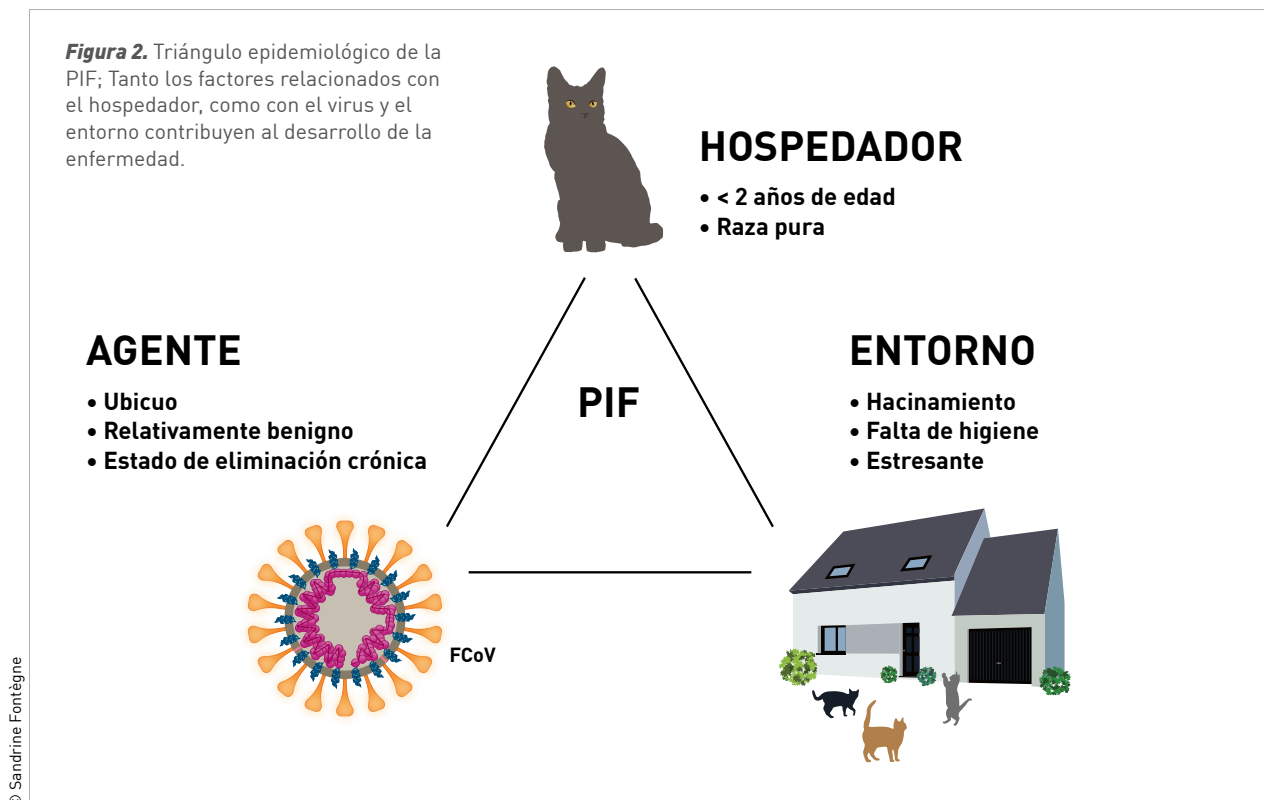 Figura 2. Triángulo epidemiológico de la
PIF; Tanto los factores relacionados con
el hospedador, como con el virus y el
entorno contribuyen al desarrollo de la
enfermedad.
HOSPEDADOR
• < 2 años de edad
• Raza pura
AGENTE
• Ubicuo
• Relativamente benigno
• Estado de eliminación crónica
PIF
ENTORNO
• Hacinamiento
• Falta de higiene
• Estresante
FCoV
© Sandrine Fontègne